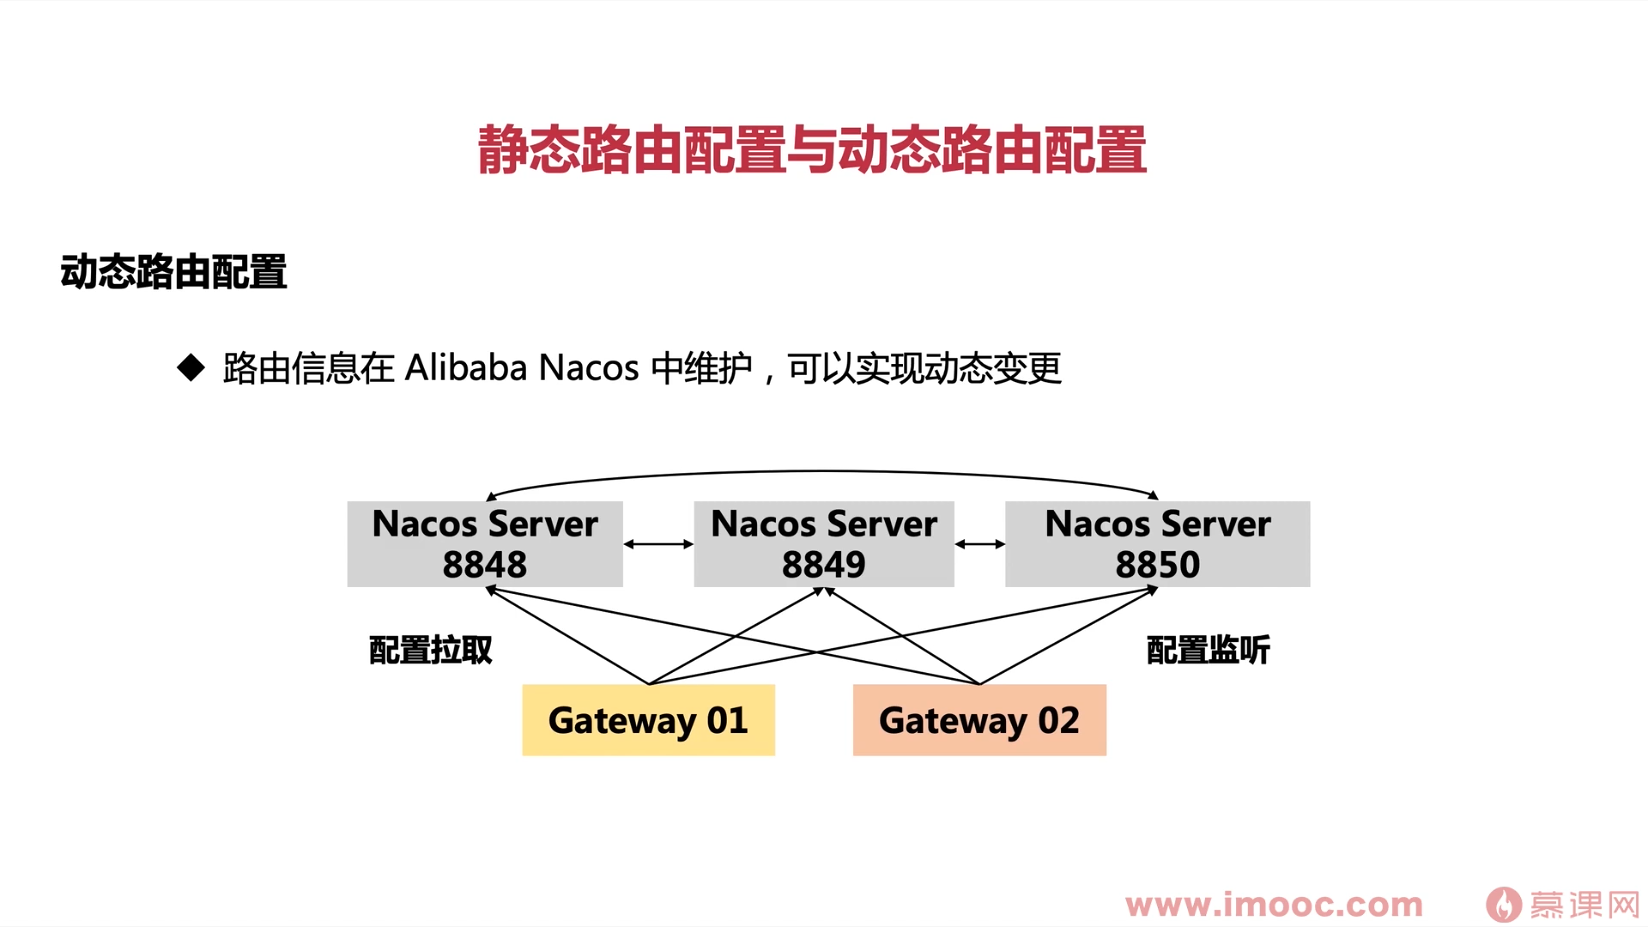 静态路由配置与动态路由配置
动态路由配置
◆ 路由信息在 Alibaba Nacos 中维护，可以实现动态变更
Nacos Server
8848
Nacos Server
8849
Nacos Server
8850
配置拉取
配置监听
Gateway 01
Gateway 02
www.imooc.com
慕课网